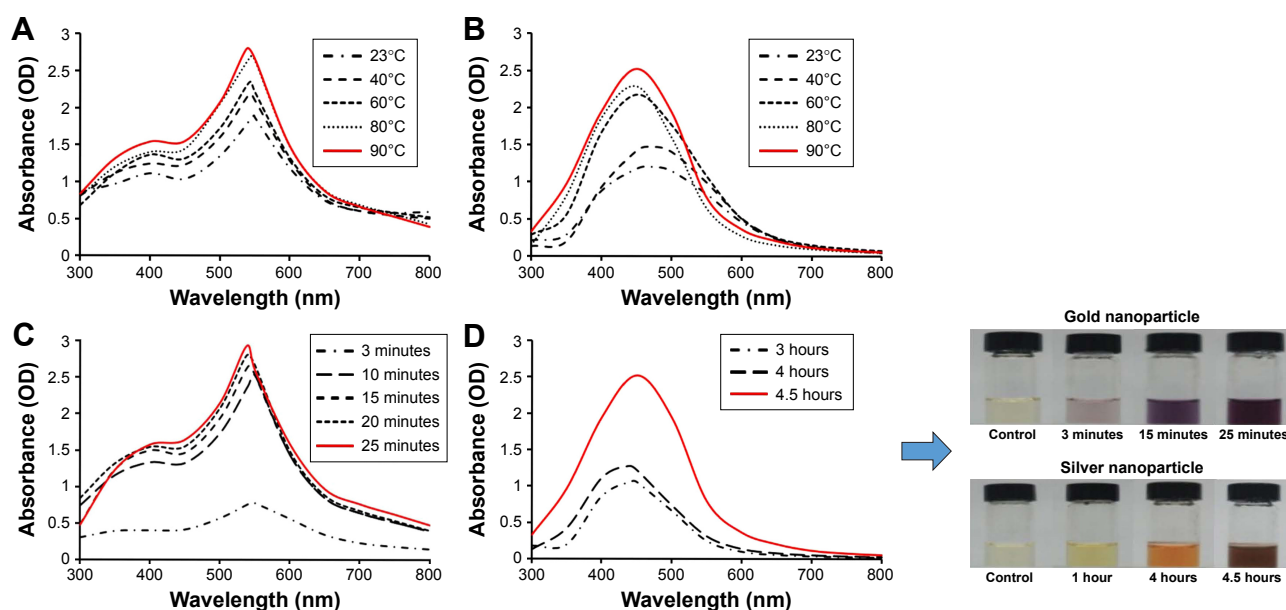 A
Absorbance (OD)
3
2.5
2
1.5
1
0.5
0
300 400 500 600 700 800
Wavelength (nm)
23°C
40°C
60°C
80°C
90°C
B
Absorbance (OD)
3
2.5
2
1.5
1
0.5
0
300 400 500 600 700 800
Wavelength (nm)
23°C
40°C
60°C
80°C
90°C
C
Absorbance (OD)
3
2.5
2
1.5
1
0.5
0
300 400 500 600 700 800
Wavelength (nm)
3 minutes
10 minutes
15 minutes
20 minutes
25 minutes
D
Absorbance (OD)
3
2.5
2
1.5
1
0.5
0
300 400 500 600 700 800
Wavelength (nm)
3 hours
4 hours
4.5 hours
Gold nanoparticle
Control 3 minutes 15 minutes 25 minutes
Silver nanoparticle
Control 1 hour 4 hours 4.5 hours